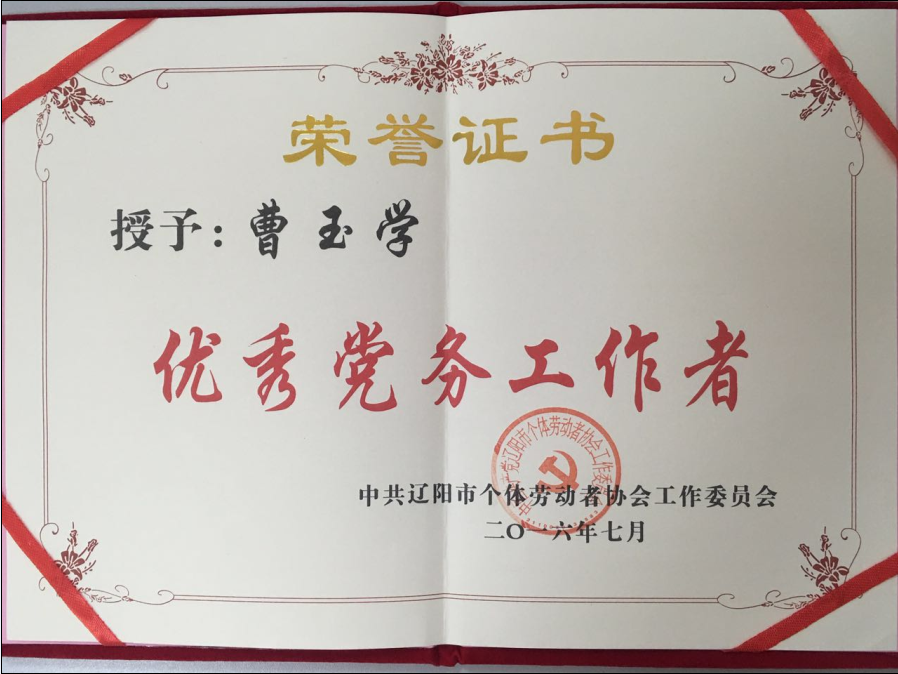 荣誉证书
授予：曹玉学
优秀党务工作者
中共辽阳市个体劳动者协会工作委员会
二〇一六年七月